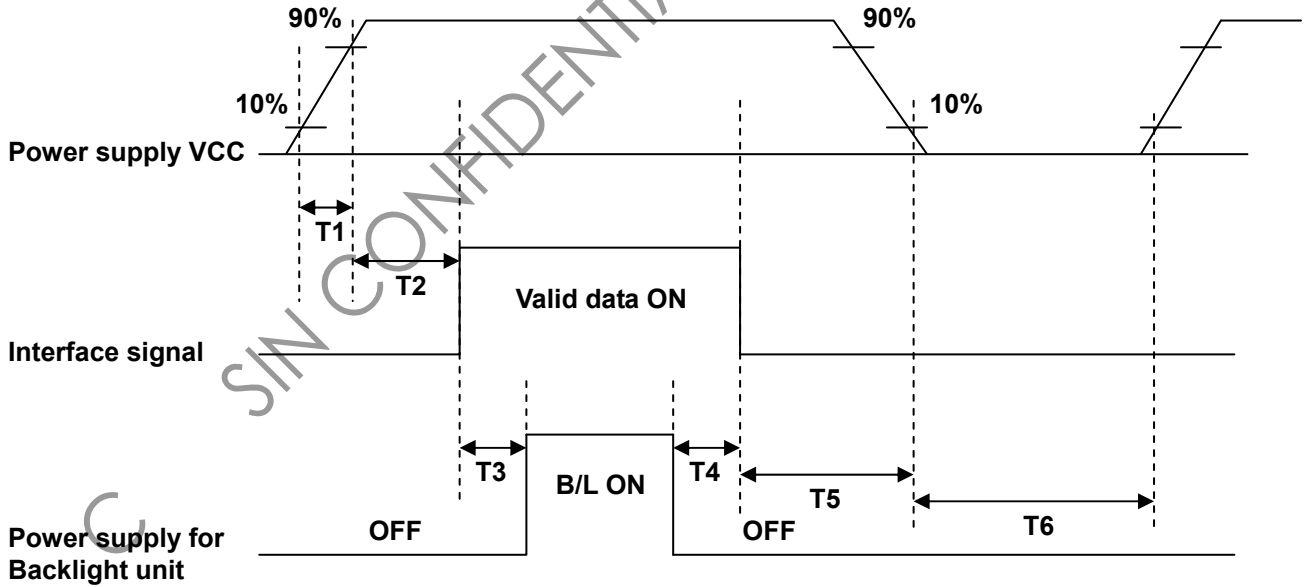 90%
90%
10%
10%
Power supply VCC
T1
T2
Valid data ON
Interface signal
T3
B/L ON
T4
T5
T6
OFF
OFF
Power supply for
Backlight unit
SIN CONFIDENTIA
C